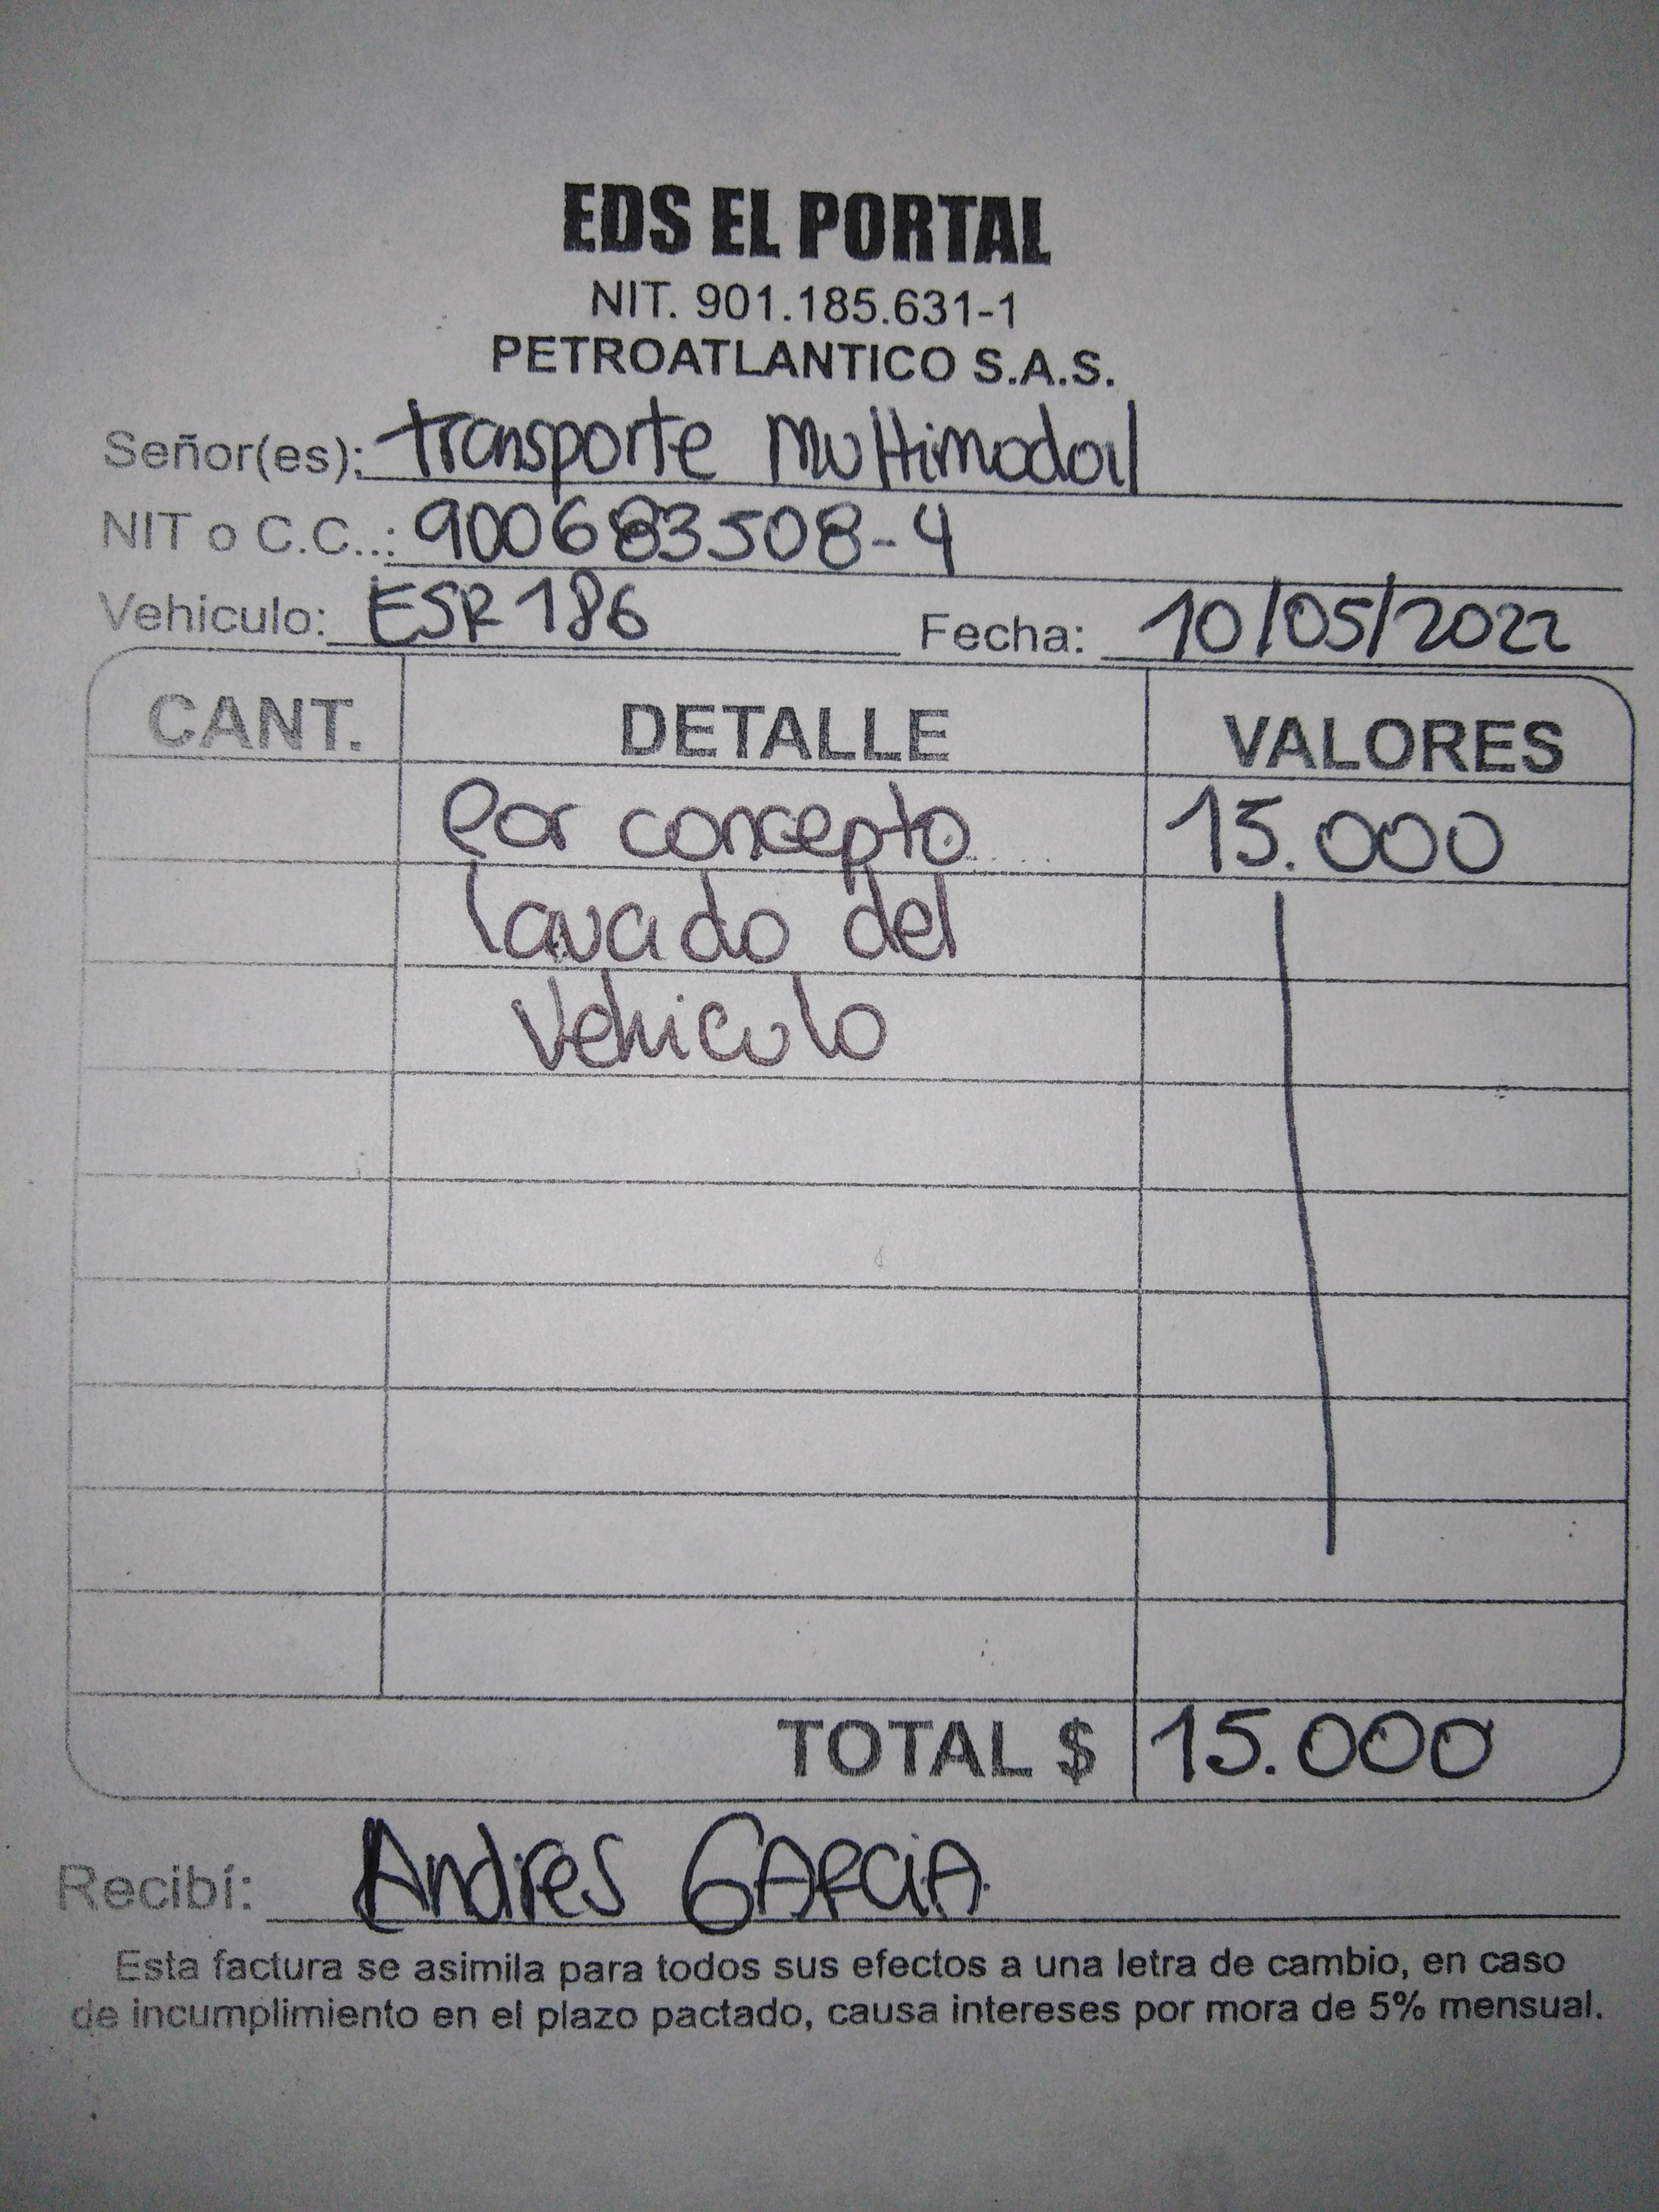 EDS EL PORTAL
NIT. 901.185.631-1
PETROATLANTICO S.A.S.
Señor(es): transporte Multimodal
NIT o C.C..: 900683508-4
Vehiculo: ESR 186 Fecha: 10/05/2022
CANT. DETALLE VALORES
Por concepto 15.000
lavado del
vehiculo
TOTAL $ 15.000
Recibí: Andres GARCIA
Esta factura se asimila para todos sus efectos a una letra de cambio, en caso
de incumplimiento en el plazo pactado, causa intereses por mora de 5% mensual.